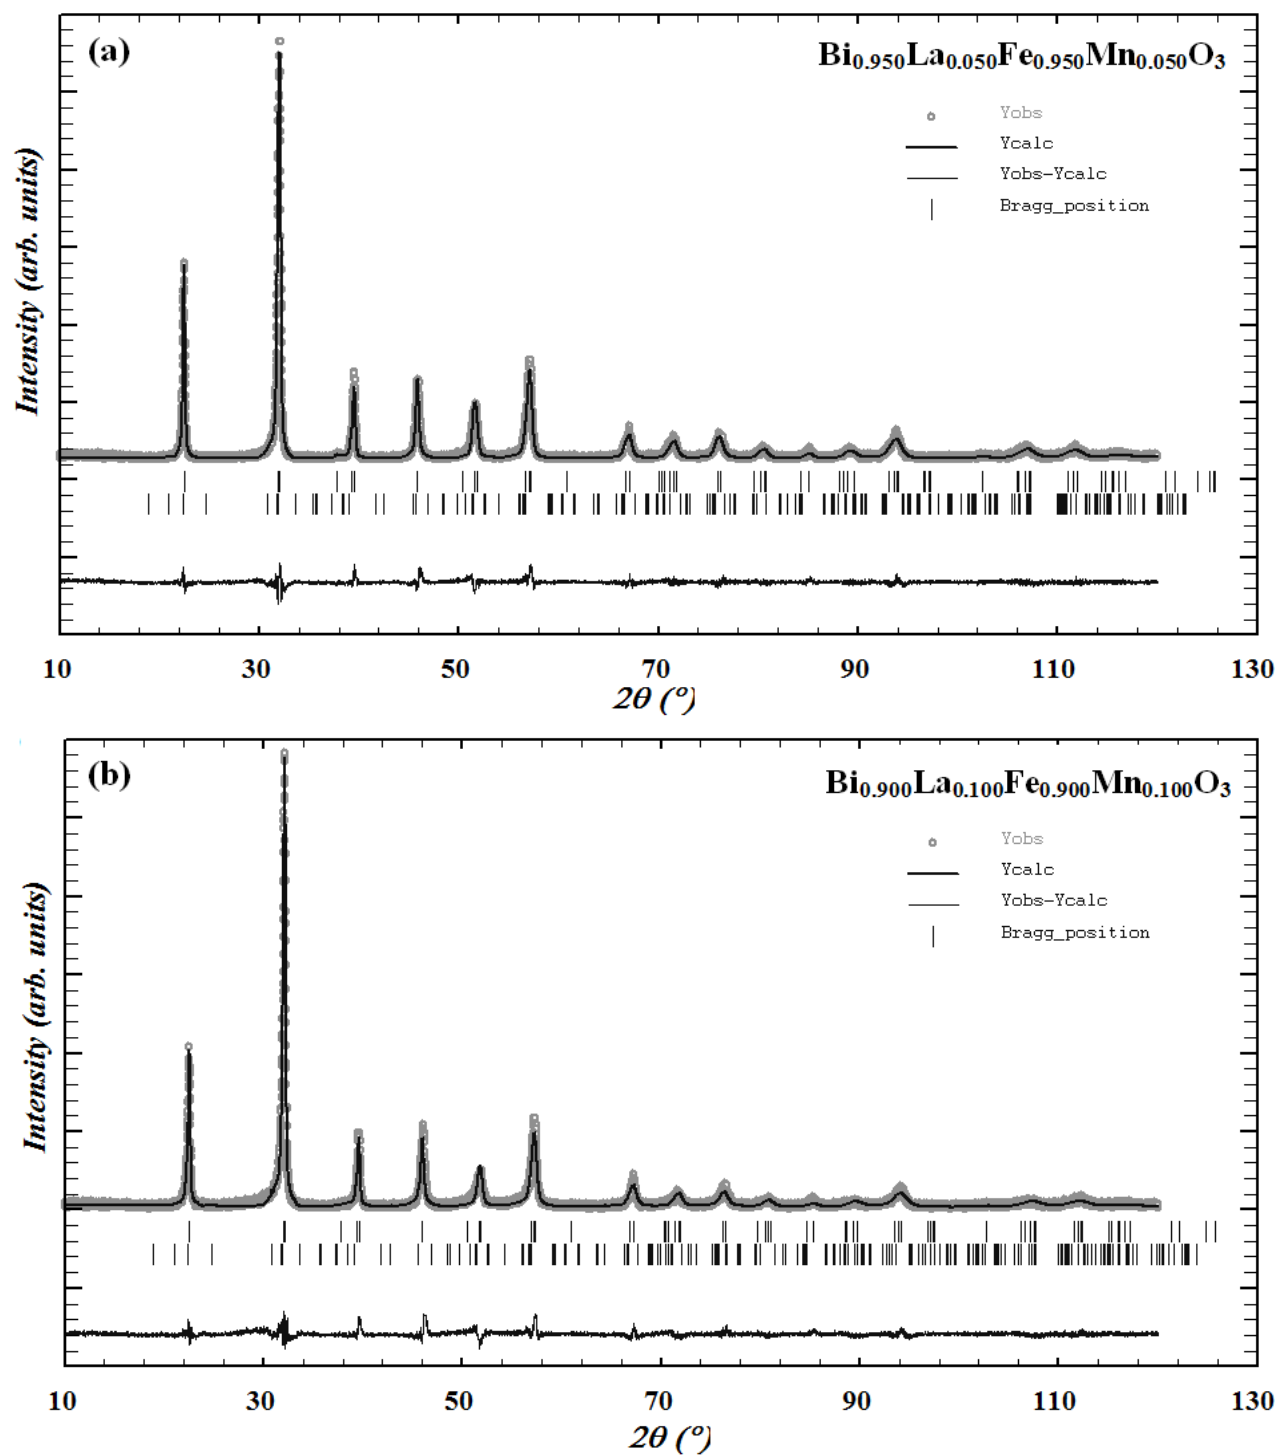 (a)
Bi0.950La0.050Fe0.950Mn0.050O3
Yobs
Ycalc
Yobs-Ycalc
Bragg_position
Intensity (arb. units)
10 30 50 70 90 110 130
2θ (°)
(b)
Bi0.900La0.100Fe0.900Mn0.100O3
Yobs
Ycalc
Yobs-Ycalc
Bragg_position
Intensity (arb. units)
10 30 50 70 90 110 130
2θ (°)